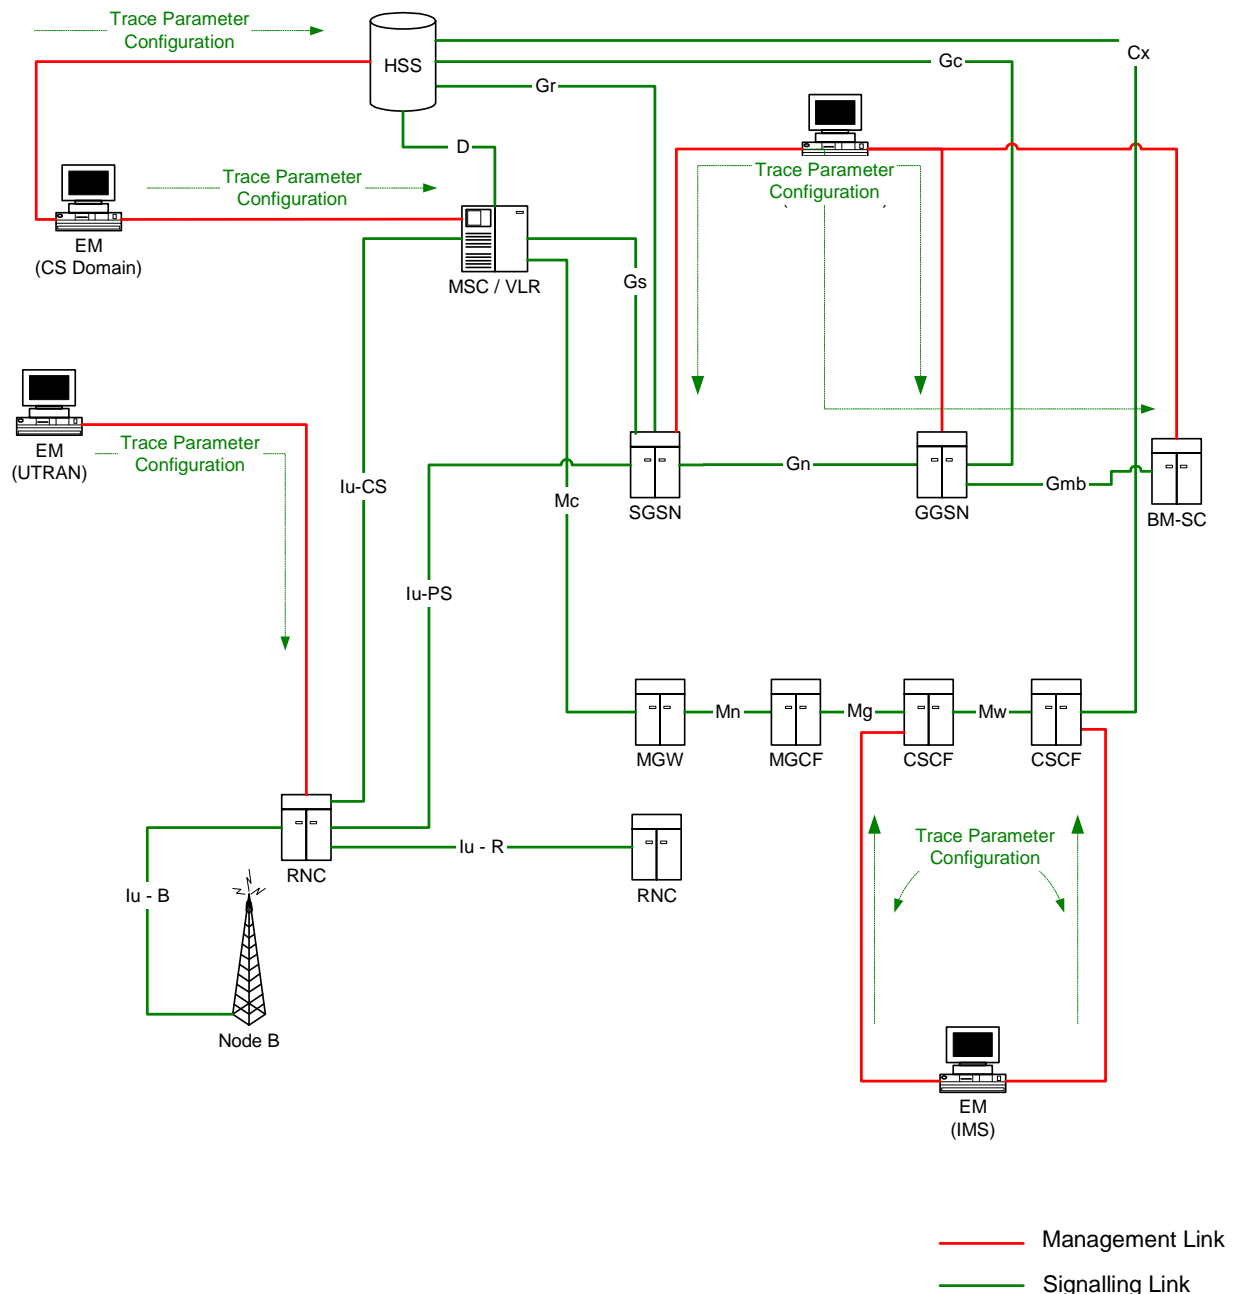 Trace Parameter
Configuration
HSS
Cx
Gc
Gr
D
Trace Parameter
Configuration
Trace Parameter
Configuration
EM
(CS Domain)
MSC / VLR
Gs
EM
(UTRAN)
Trace Parameter
Configuration
Iu-CS
Mc
SGSN
Gn
GGSN
Gmb
BM-SC
Iu-PS
Mn
Mg
Mw
MGW
MGCF
CSCF
CSCF
Iu - B
RNC
Iu - R
RNC
Trace Parameter
Configuration
Node B
EM
(IMS)
Management Link
Signalling Link